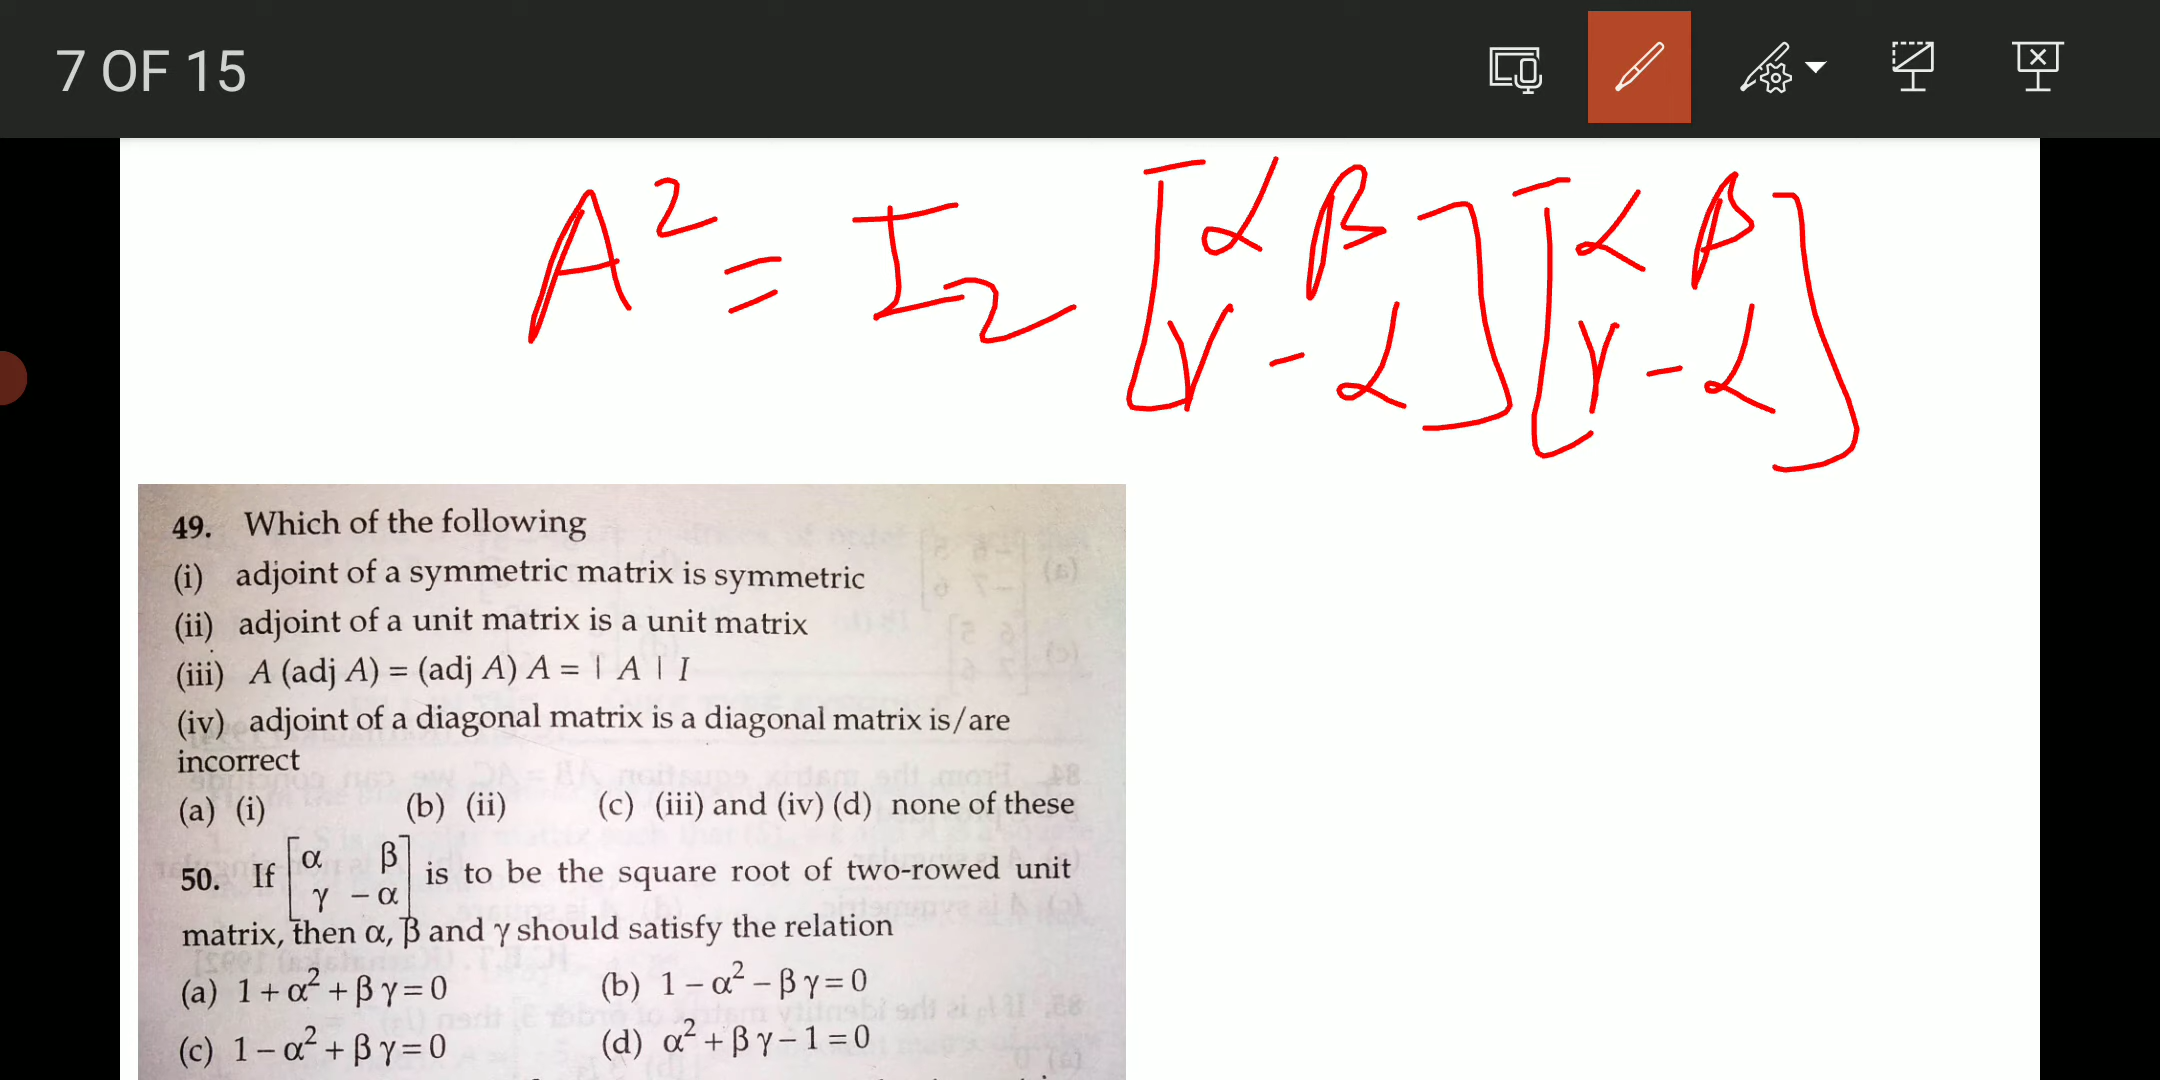 7 OF 15
A² = I₂ [α β] [α β]
[γ -α] [γ -α]
49. Which of the following
(i) adjoint of a symmetric matrix is symmetric
(ii) adjoint of a unit matrix is a unit matrix
(iii) A (adj A) = (adj A) A = | A | I
(iv) adjoint of a diagonal matrix is a diagonal matrix is/are
incorrect
(a) (i) (b) (ii) (c) (iii) and (iv) (d) none of these
50. If [α β; γ - α] is to be the square root of two-rowed unit
matrix, then α, β and γ should satisfy the relation
(a) 1 + α² + β γ = 0 (b) 1 – α² – β γ = 0
(c) 1 – α² + β γ = 0 (d) α² + β γ – 1 = 0